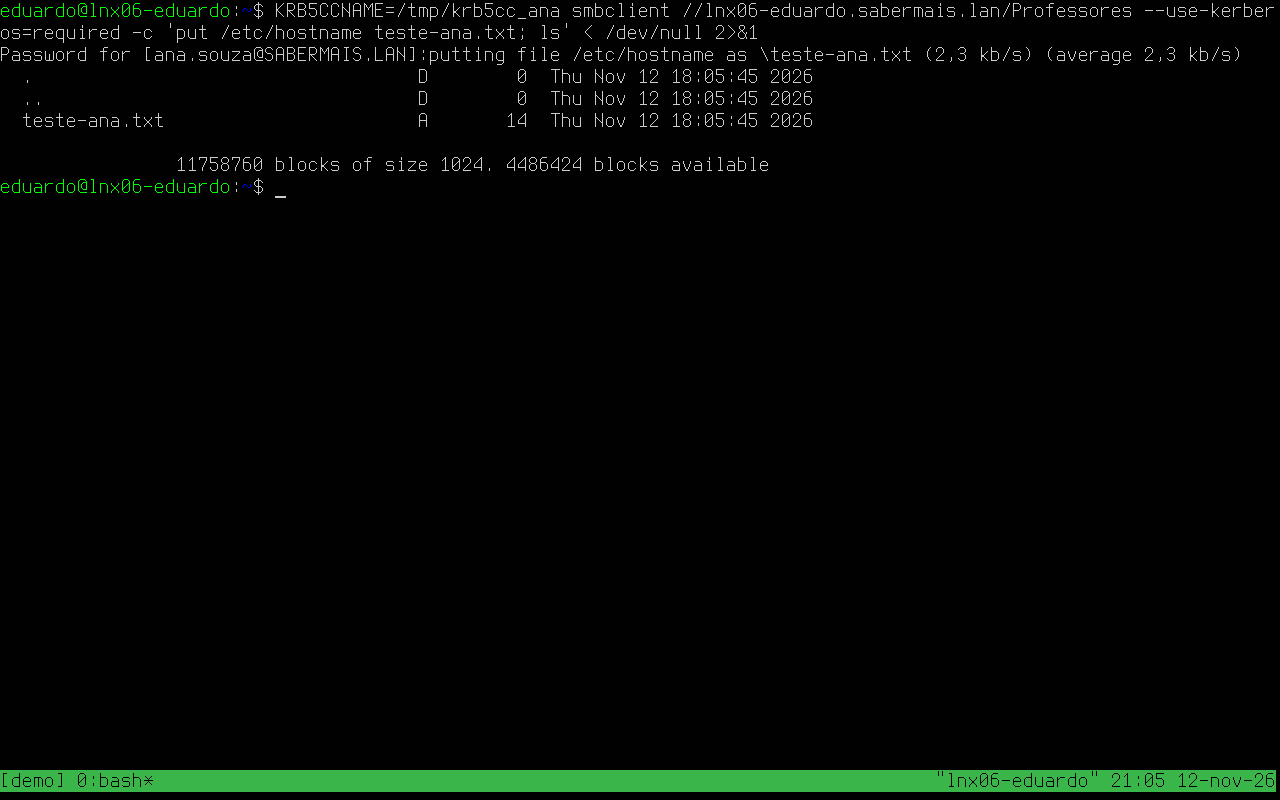 eduardo@lnx06-eduardo:~$ KRB5CCNAME=/tmp/krb5cc_ana smbclient //lnx06-eduardo.sabermais.lan/Professores --use-kerber
os=required -c 'put /etc/hostname teste-ana.txt; ls' < /dev/null 2>&1
Password for [ana.souza@SABERMAIS.LAN]:putting file /etc/hostname as \teste-ana.txt (2,3 kb/s) (average 2,3 kb/s)
. D 0 Thu Nov 12 18:05:45 2026
.. D 0 Thu Nov 12 18:05:45 2026
teste-ana.txt A 14 Thu Nov 12 18:05:45 2026
11758760 blocks of size 1024. 4486424 blocks available
eduardo@lnx06-eduardo:~$ _
[demo] 0:bash* "lnx06-eduardo" 21:05 12-nov-26